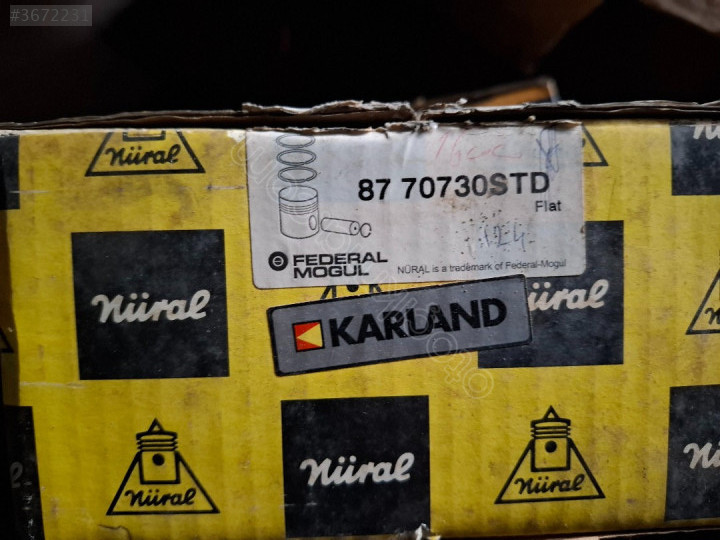 #3672231
Nüral
87 70730STD
Flat
FEDERAL
MOGUL
NÜRAL is a trademark of Federal-Mogul
Nüral
Nüral
KARLAND
Nüral
Nüral
Nüral